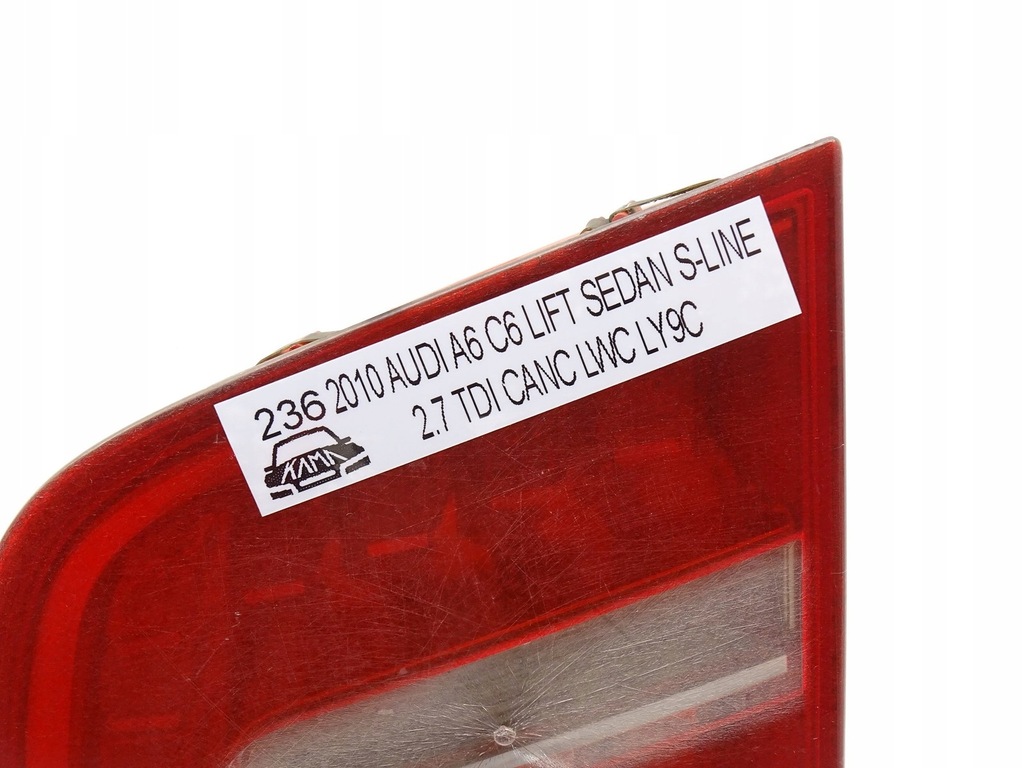 236 2010 AUDI A6 C6 LIFT SEDAN S-LINE
KAMA 2.7 TDI CANC LWC LY9C